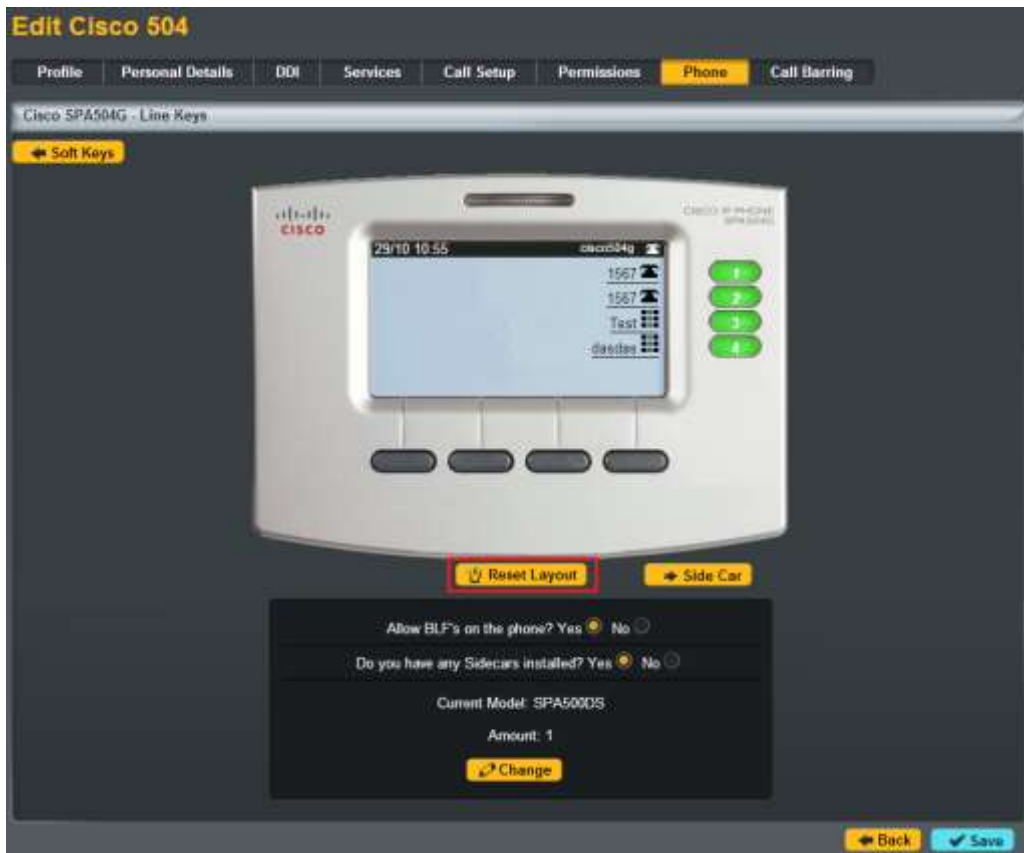 Edit Cisco 504
Profile Personal Details DDI Services Call Setup Permissions Phone Call Barring
Cisco SPA504G - Line Keys
Soft Keys
CISCO
CISCO IP PHONE
29/10 10:55 cisco504g
1567
1567
Test
dasdas
1
2
3
4
Reset Layout
Side Car
Allow BLF's on the phone? Yes No
Do you have any Sidecars installed? Yes No
Current Model: SPA500DS
Amount: 1
Change
Back Save